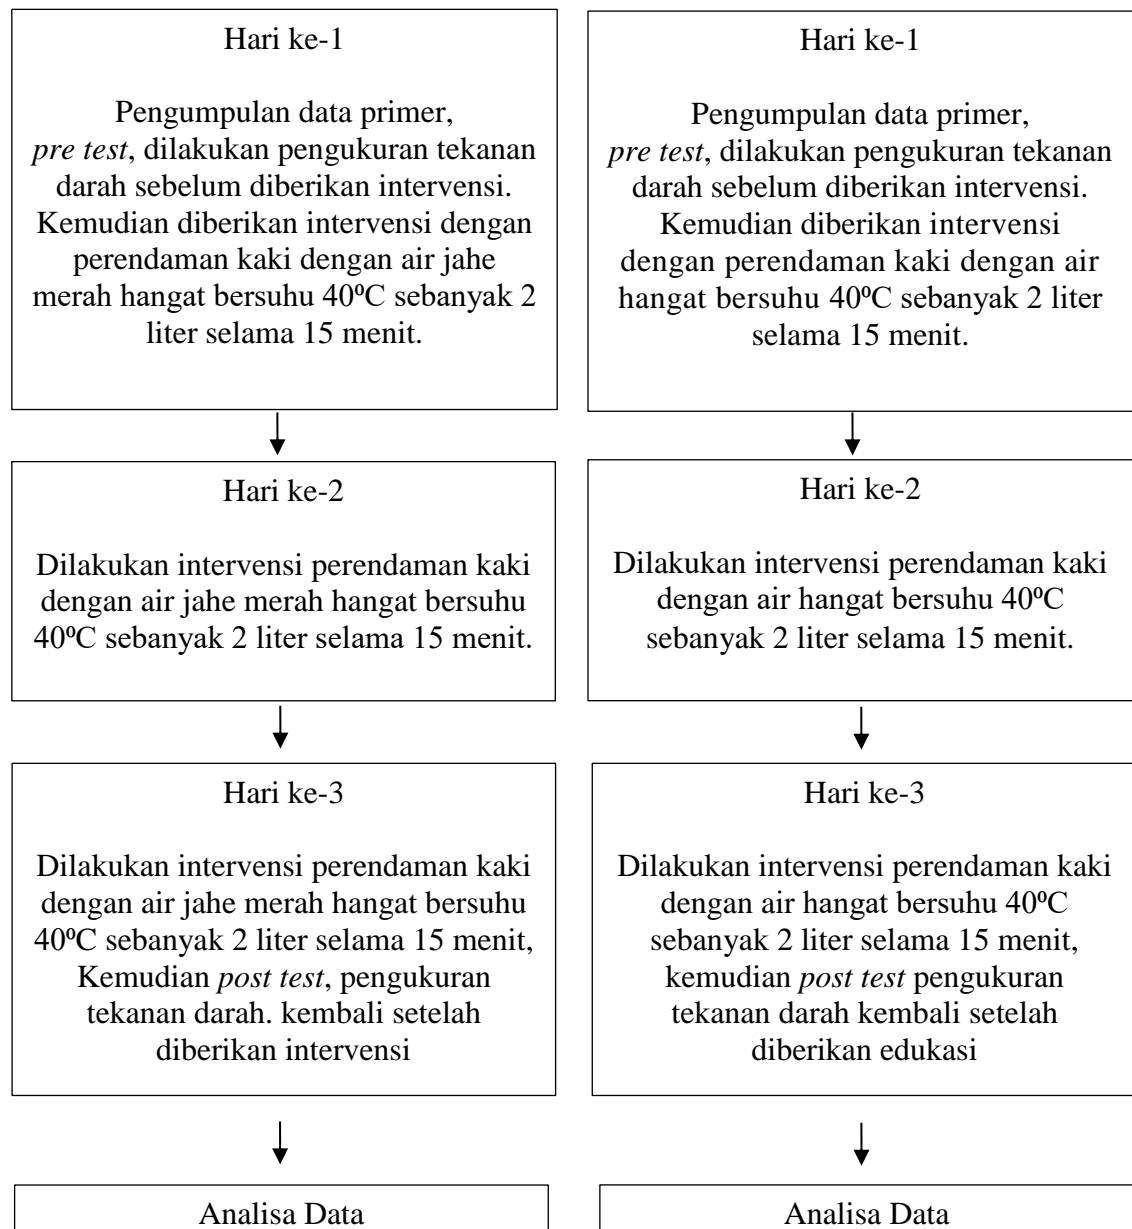 Hari ke-1
Pengumpulan data primer,
pre test, dilakukan pengukuran tekanan
darah sebelum diberikan intervensi.
Kemudian diberikan intervensi dengan
perendaman kaki dengan air jahe
merah hangat bersuhu 40⁰C sebanyak 2
liter selama 15 menit.
Hari ke-1
Pengumpulan data primer,
pre test, dilakukan pengukuran tekanan
darah sebelum diberikan intervensi.
Kemudian diberikan intervensi
dengan perendaman kaki dengan air
hangat bersuhu 40⁰C sebanyak 2 liter
selama 15 menit.
Hari ke-2
Dilakukan intervensi perendaman kaki
dengan air jahe merah hangat bersuhu
40⁰C sebanyak 2 liter selama 15 menit.
Hari ke-2
Dilakukan intervensi perendaman kaki
dengan air hangat bersuhu 40⁰C
sebanyak 2 liter selama 15 menit.
Hari ke-3
Dilakukan intervensi perendaman kaki
dengan air jahe merah hangat bersuhu
40⁰C sebanyak 2 liter selama 15 menit,
Kemudian post test, pengukuran
tekanan darah. kembali setelah
diberikan intervensi
Hari ke-3
Dilakukan intervensi perendaman kaki
dengan air hangat bersuhu 40⁰C
sebanyak 2 liter selama 15 menit,
kemudian post test pengukuran
tekanan darah kembali setelah
diberikan edukasi
Analisa Data
Analisa Data